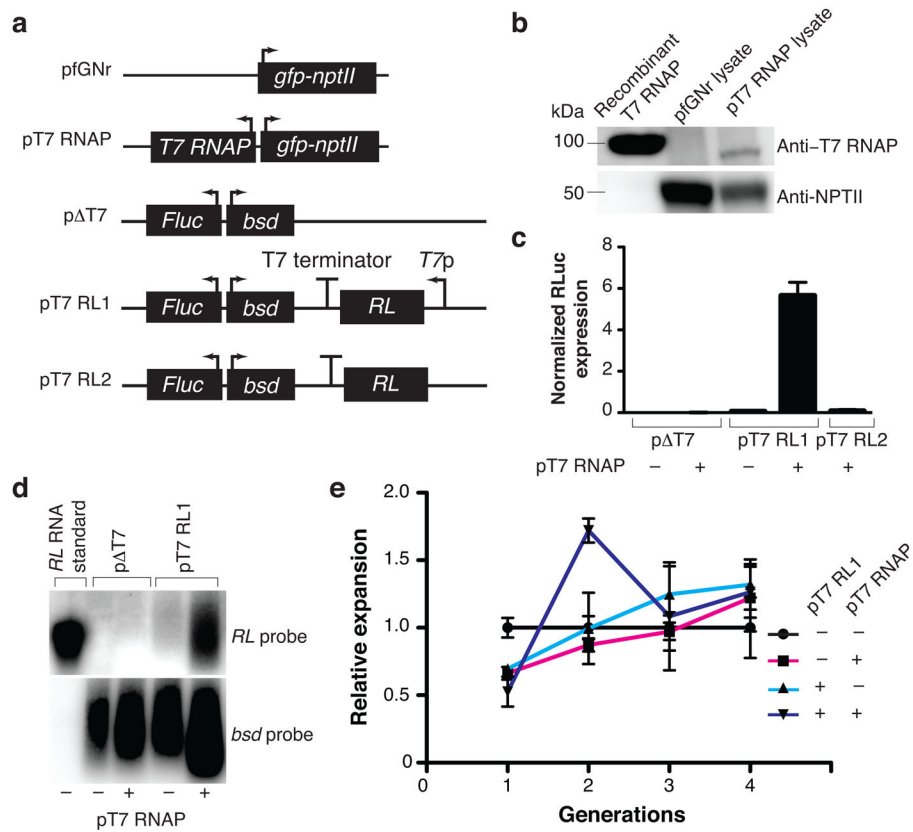 a
pfGNr
gfp-nptII
pT7 RNAP
T7 RNAP
gfp-nptII
pΔT7
Fluc
bsd
T7 terminator
T7p
pT7 RL1
Fluc
bsd
RL
pT7 RL2
Fluc
bsd
RL
b
Recombinant
T7 RNAP
pfGNr lysate
pT7 RNAP lysate
kDa
100
Anti–T7 RNAP
50
Anti-NPTII
c
Normalized RLuc
expression
8
6
4
2
0
pΔT7
pT7 RL1
pT7 RL2
pT7 RNAP
– + – + +
d
RL RNA
standard
pΔT7
pT7 RL1
RL probe
bsd probe
– – + – +
pT7 RNAP
e
Relative expansion
2.0
1.5
1.0
0.5
0
0 1 2 3 4
Generations
pT7 RL1
pT7 RNAP
– –
– +
+ –
+ +